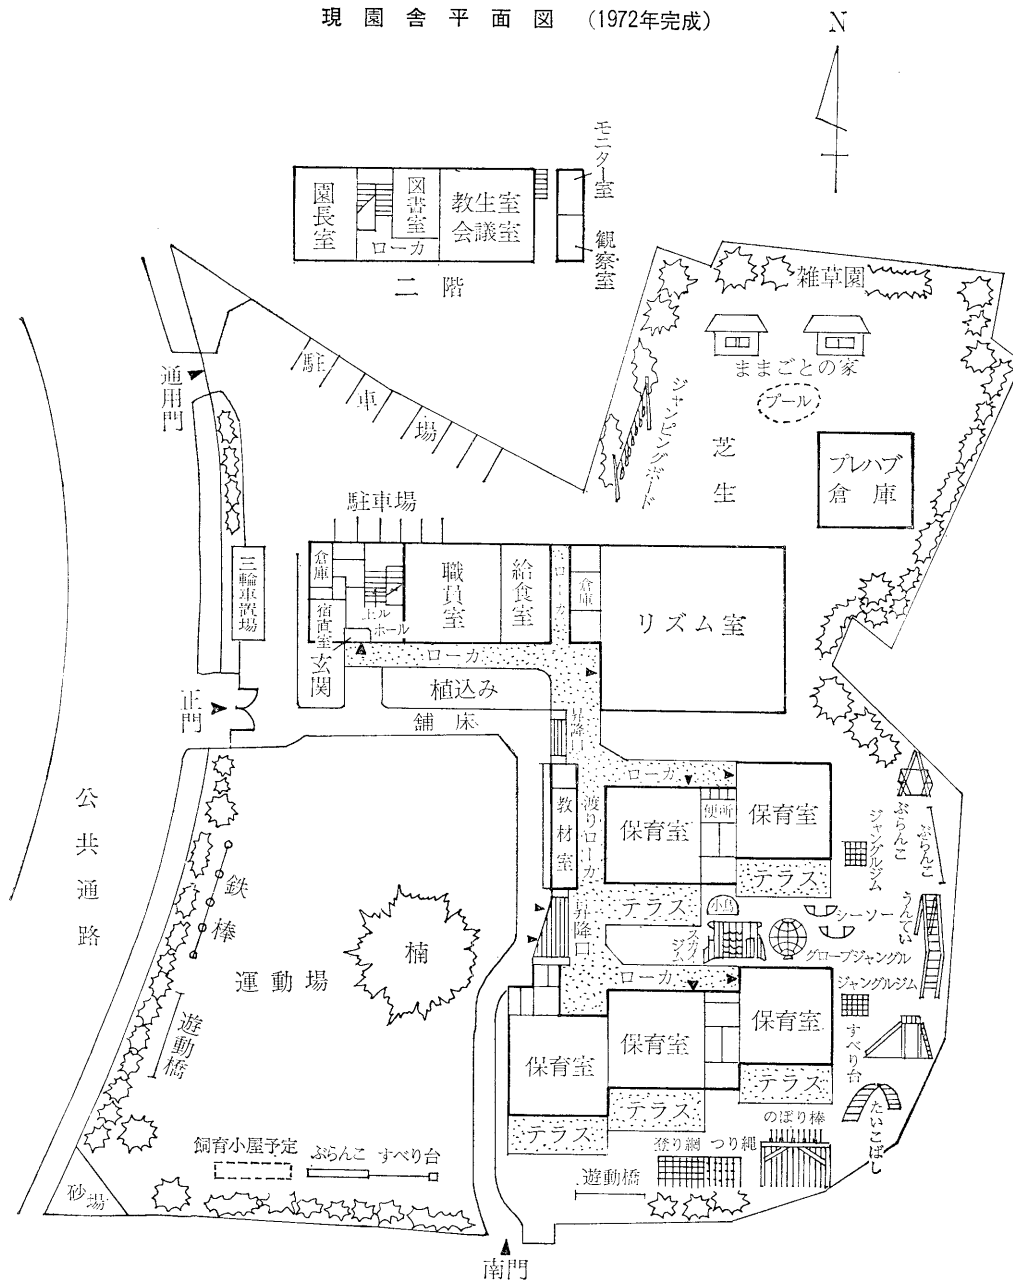 現園舎平面図 (1972年完成)
N
モニター室
観察室
園長室
図書室
教生室
会議室
ローカ
二階
雑草園
ままごとの家
プール
ジャンピングボード
芝生
プレハブ
倉庫
通用門
駐車場
駐車場
三輪車置場
倉庫
宿直室
上ル
ホール
職員室
給食室
ローカ
倉庫
リズム室
玄関
ローカ
植込み
舗床
正門
昇降口
公共通路
教材室
渡りローカ
ローカ
保育室
便所
保育室
テラス
テラス
ぶらんこ
ぶらんこ
ジャングルジム
鉄棒
楠
運動場
遊動橋
昇降口
小鳥
スカイジム
シーソー
うんてい
グローブジャングル
ローカ
ジャングルジム
保育室
保育室
保育室
すべり台
テラス
テラス
テラス
たいこばし
のぼり棒
登り網
つり縄
遊動橋
飼育小屋予定
ぶらんこ
すべり台
砂場
南門